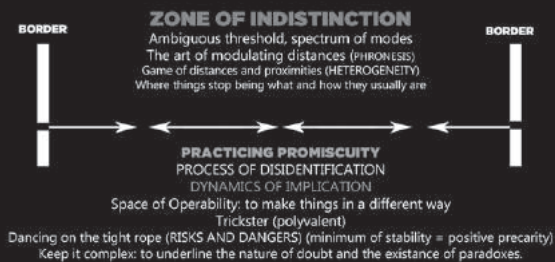 ZONE OF INDISTINCTION
BORDER
BORDER
Ambiguous threshold, spectrum of modes
The art of modulating distances (PHRONESIS)
Game of distances and proximities (HETEROGENEITY)
Where things stop being what and how they usually are
PRACTICING PROMISCUITY
PROCESS OF DISIDENTIFICATION
DYNAMICS OF IMPLICATION
Space of Operability: to make things in a different way
Trickster (polyvalent)
Dancing on the tight rope (RISKS AND DANGERS) (minimum of stability = positive precarity)
Keep it complex: to underline the nature of doubt and the existance of paradoxes.